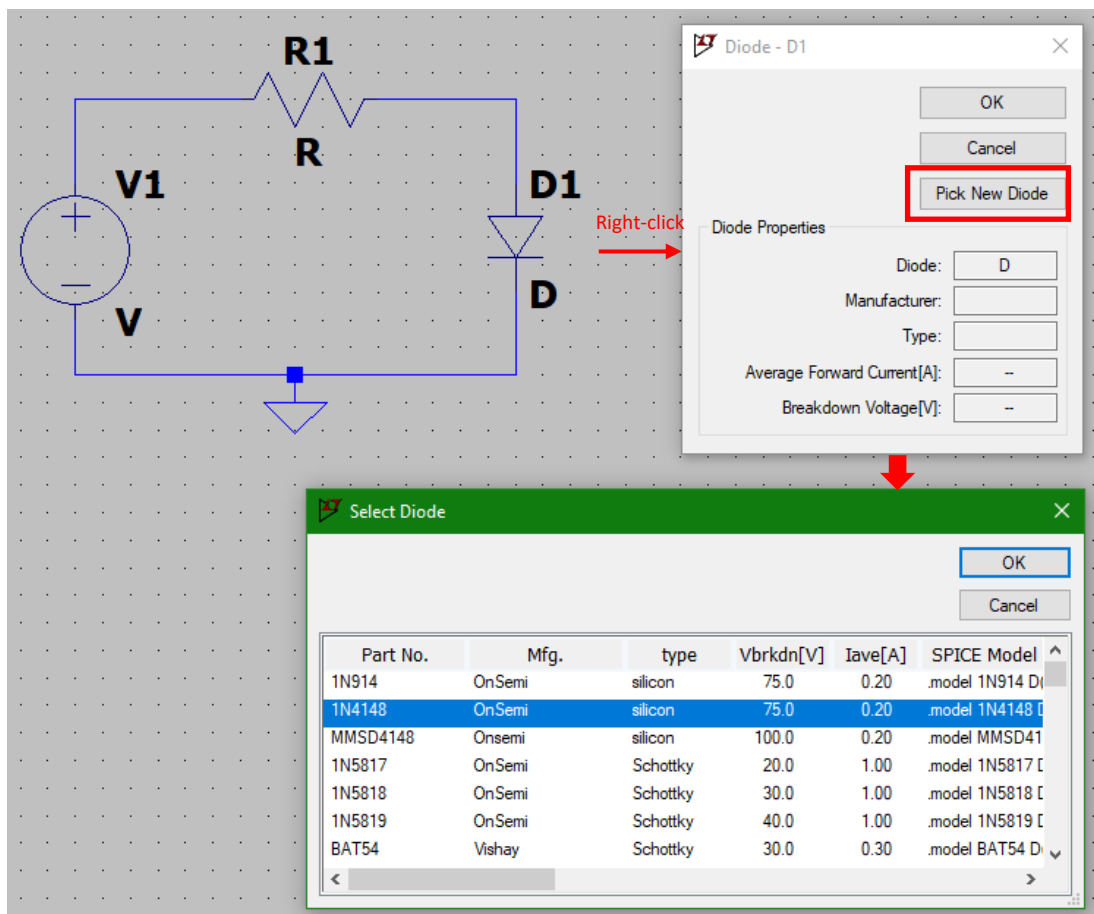 R1
R
V1
V
D1
D
Right-click
Diode - D1
OK
Cancel
Pick New Diode
Diode Properties
Diode: D
Manufacturer:
Type:
Average Forward Current[A]: --
Breakdown Voltage[V]: --
Select Diode
OK
Cancel
Part No. Mfg. type Vbrkdn[V] Iave[A] SPICE Model
1N914 OnSemi silicon 75.0 0.20 .model 1N914 D(
1N4148 OnSemi silicon 75.0 0.20 .model 1N4148 D
MMSD4148 Onsemi silicon 100.0 0.20 .model MMSD41
1N5817 OnSemi Schottky 20.0 1.00 .model 1N5817 D
1N5818 OnSemi Schottky 30.0 1.00 .model 1N5818 D
1N5819 OnSemi Schottky 40.0 1.00 .model 1N5819 D
BAT54 Vishay Schottky 30.0 0.30 .model BAT54 D